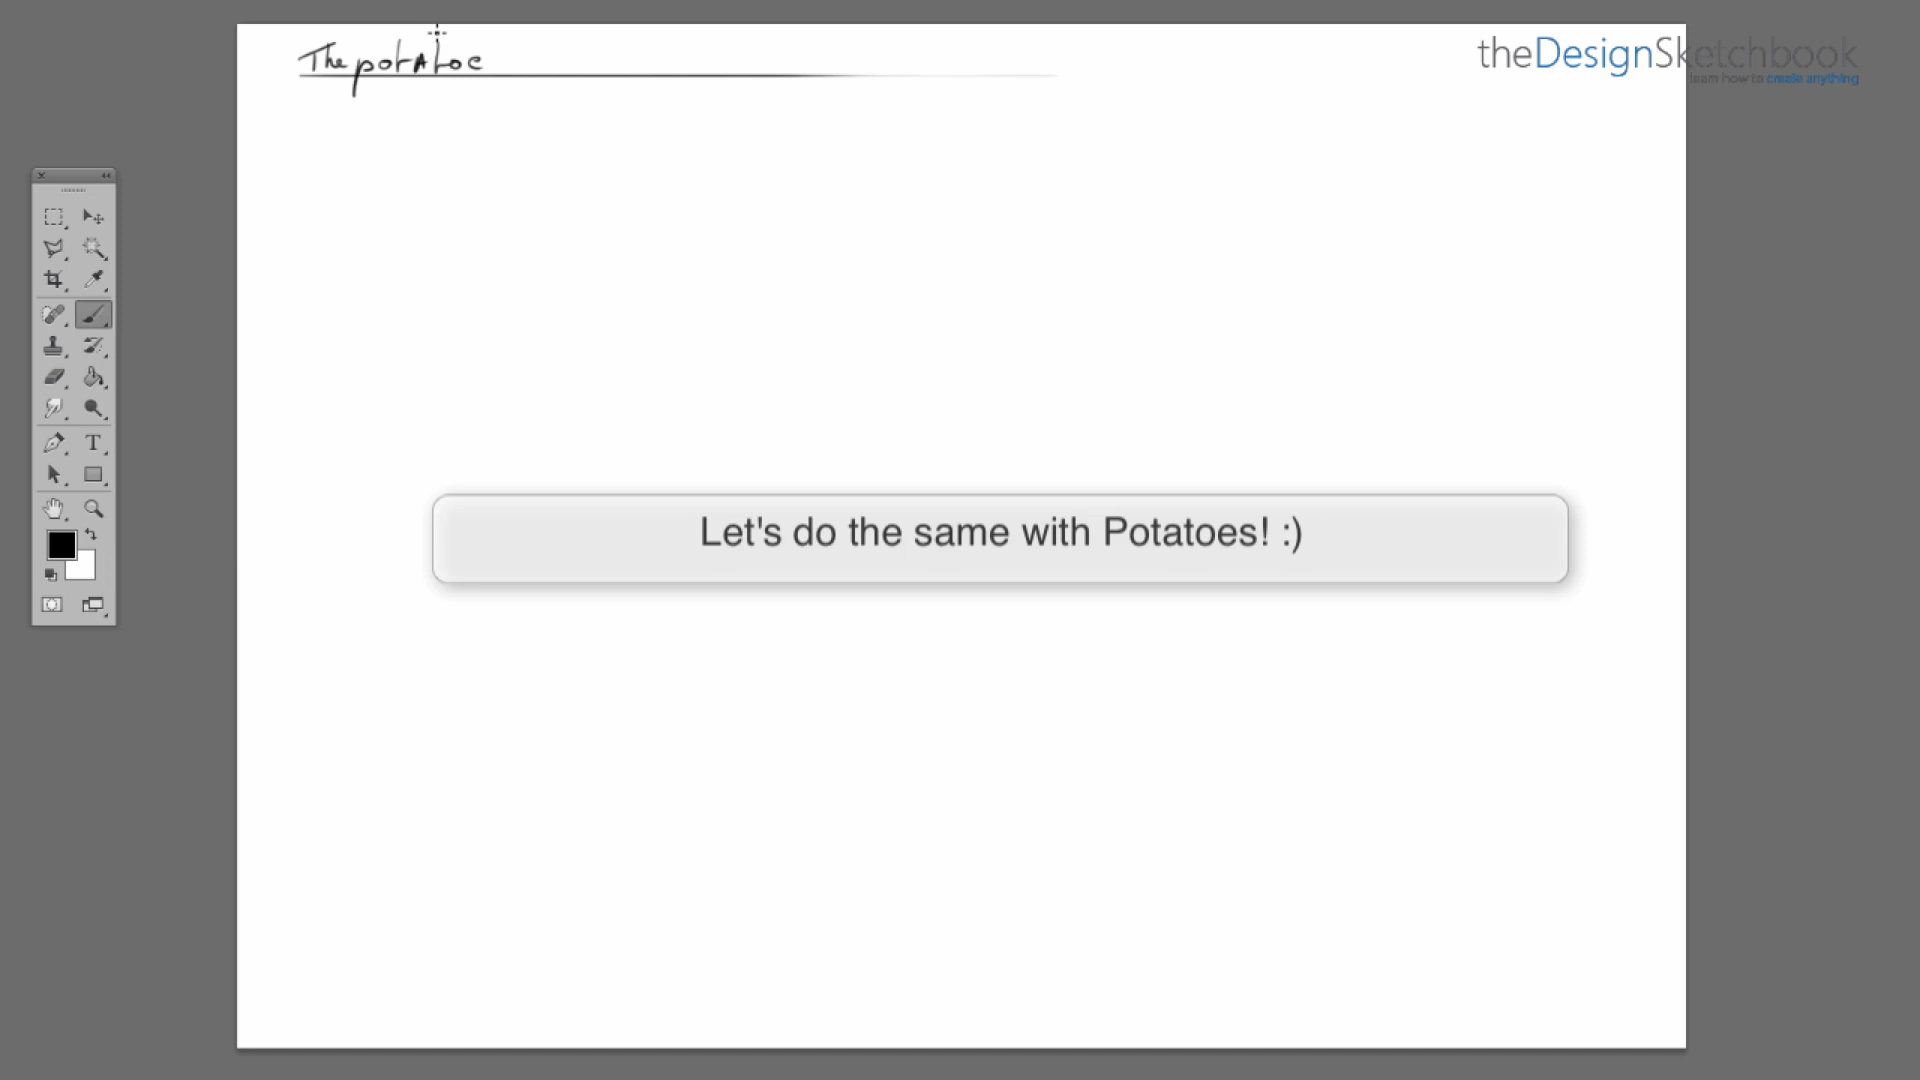 The potatoe
theDesignSketchbook
learn how to create anything
Let's do the same with Potatoes! :)